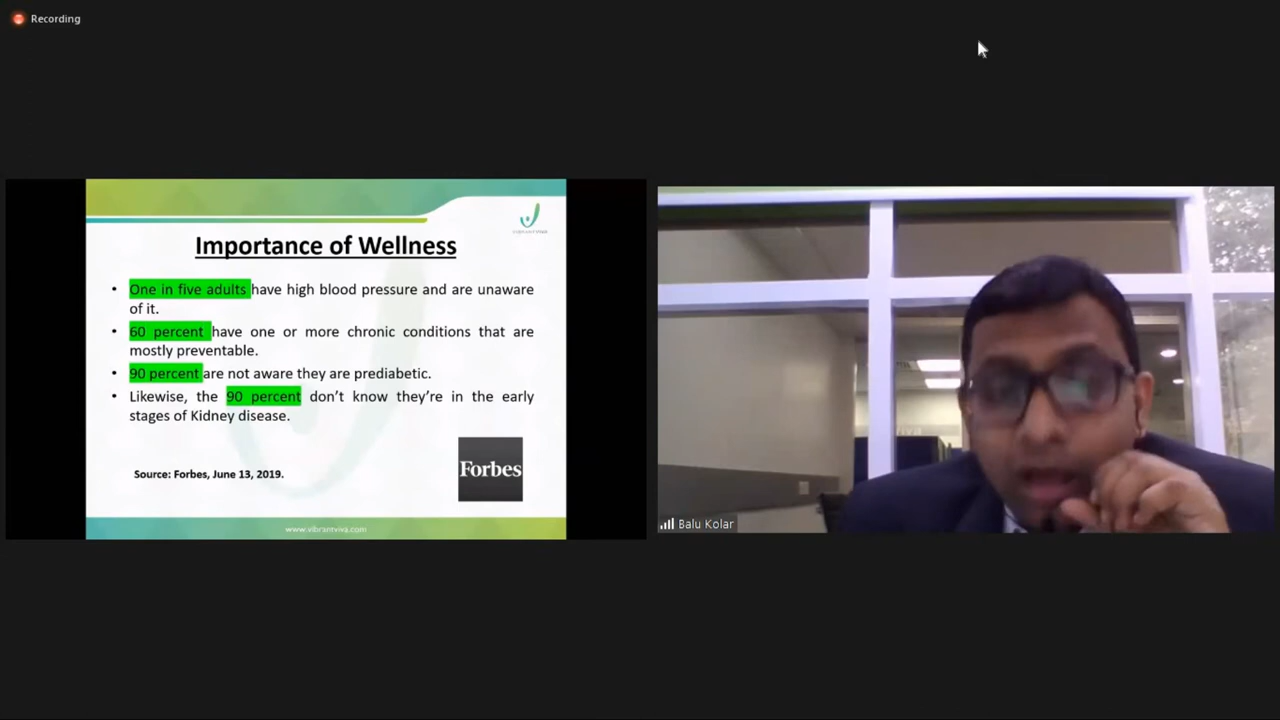 Recording
VIBRANT VIVA
Importance of Wellness
• One in five adults have high blood pressure and are unaware
of it.
• 60 percent have one or more chronic conditions that are
mostly preventable.
• 90 percent are not aware they are prediabetic.
• Likewise, the 90 percent don't know they're in the early
stages of Kidney disease.
Forbes
Source: Forbes, June 13, 2019.
www.vibrantviva.com
Balu Kolar